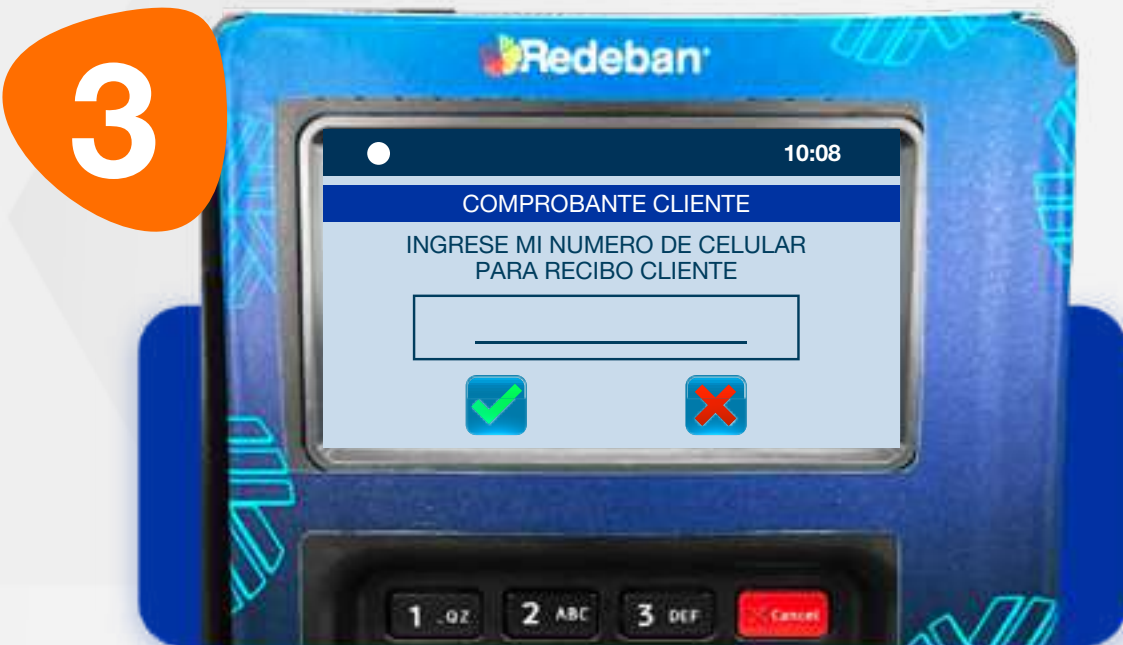 3
Redeban
10:08
COMPROBANTE CLIENTE
INGRESE MI NUMERO DE CELULAR
PARA RECIBO CLIENTE
1 .QZ 2 ABC 3 DEF Cancel